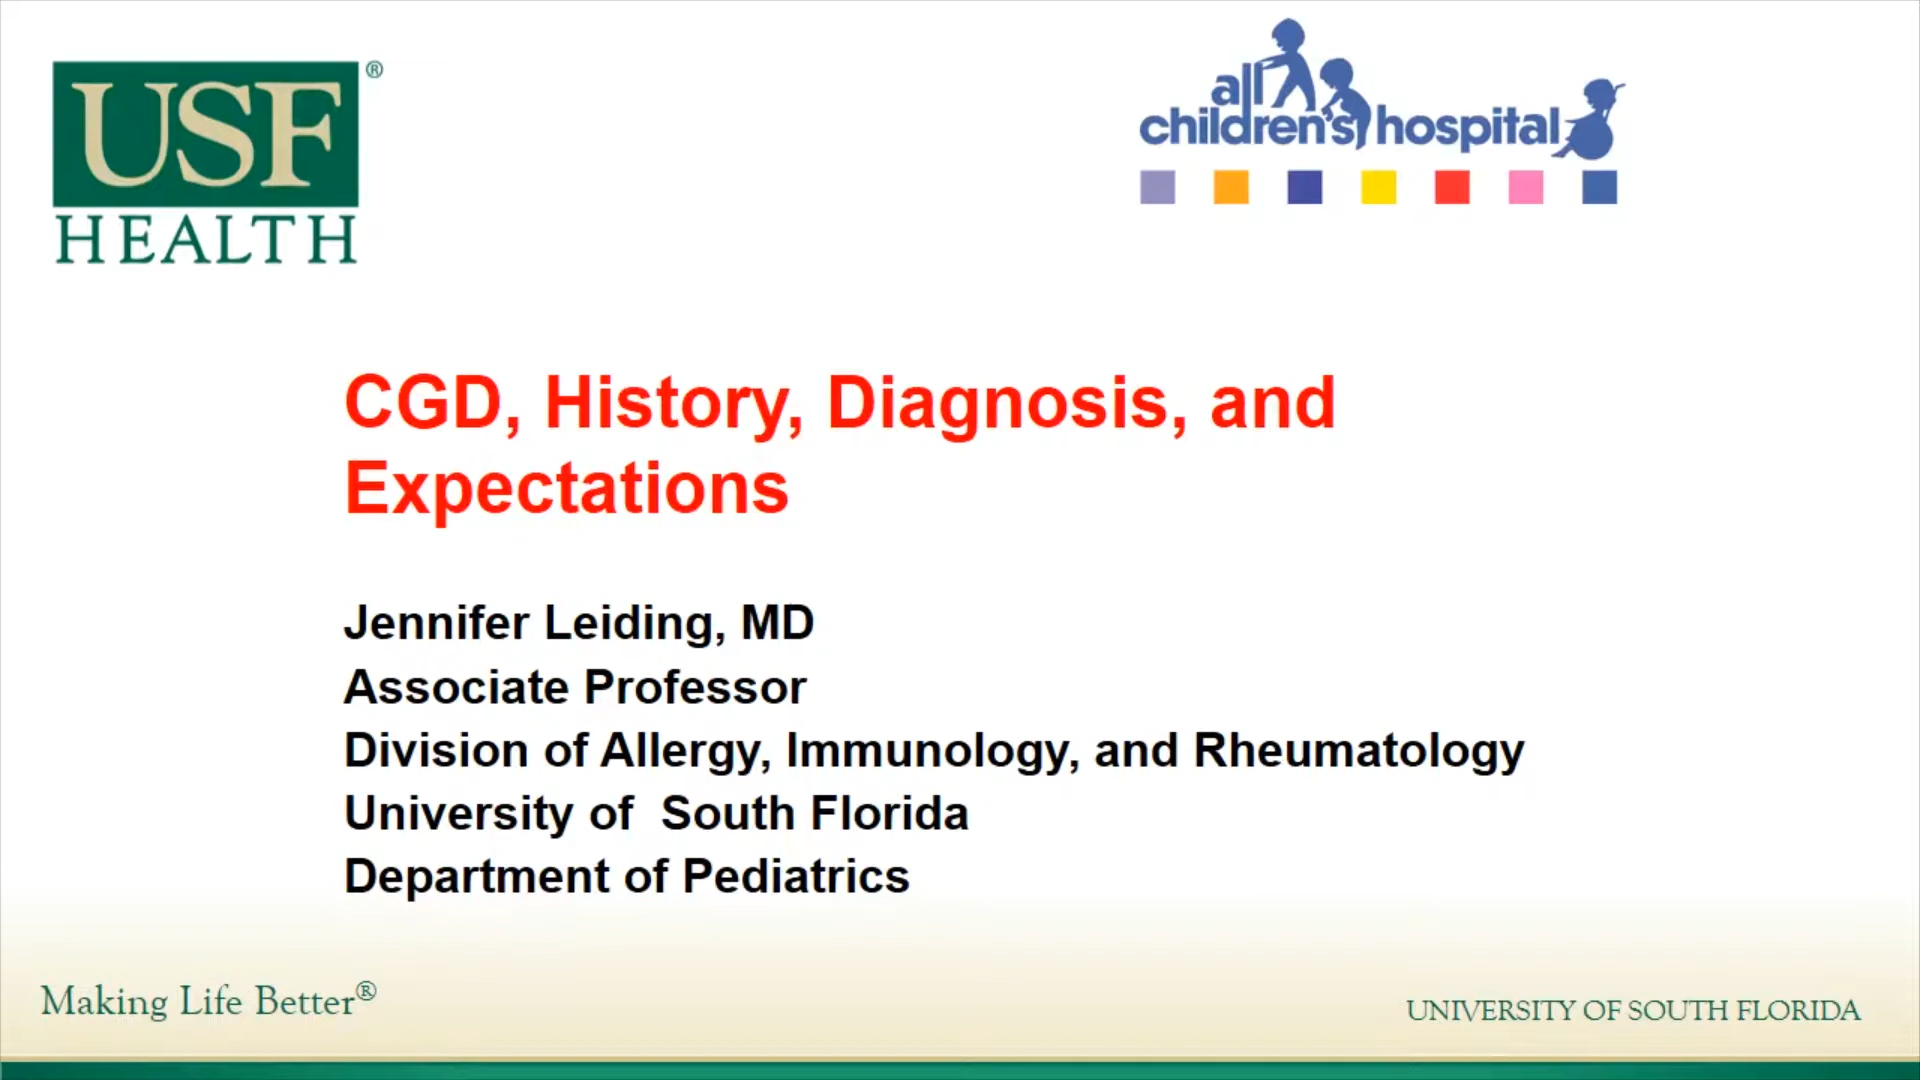 USF®
HEALTH
all
children's hospital
CGD, History, Diagnosis, and
Expectations
Jennifer Leiding, MD
Associate Professor
Division of Allergy, Immunology, and Rheumatology
University of  South Florida
Department of Pediatrics
Making Life Better®
UNIVERSITY OF SOUTH FLORIDA